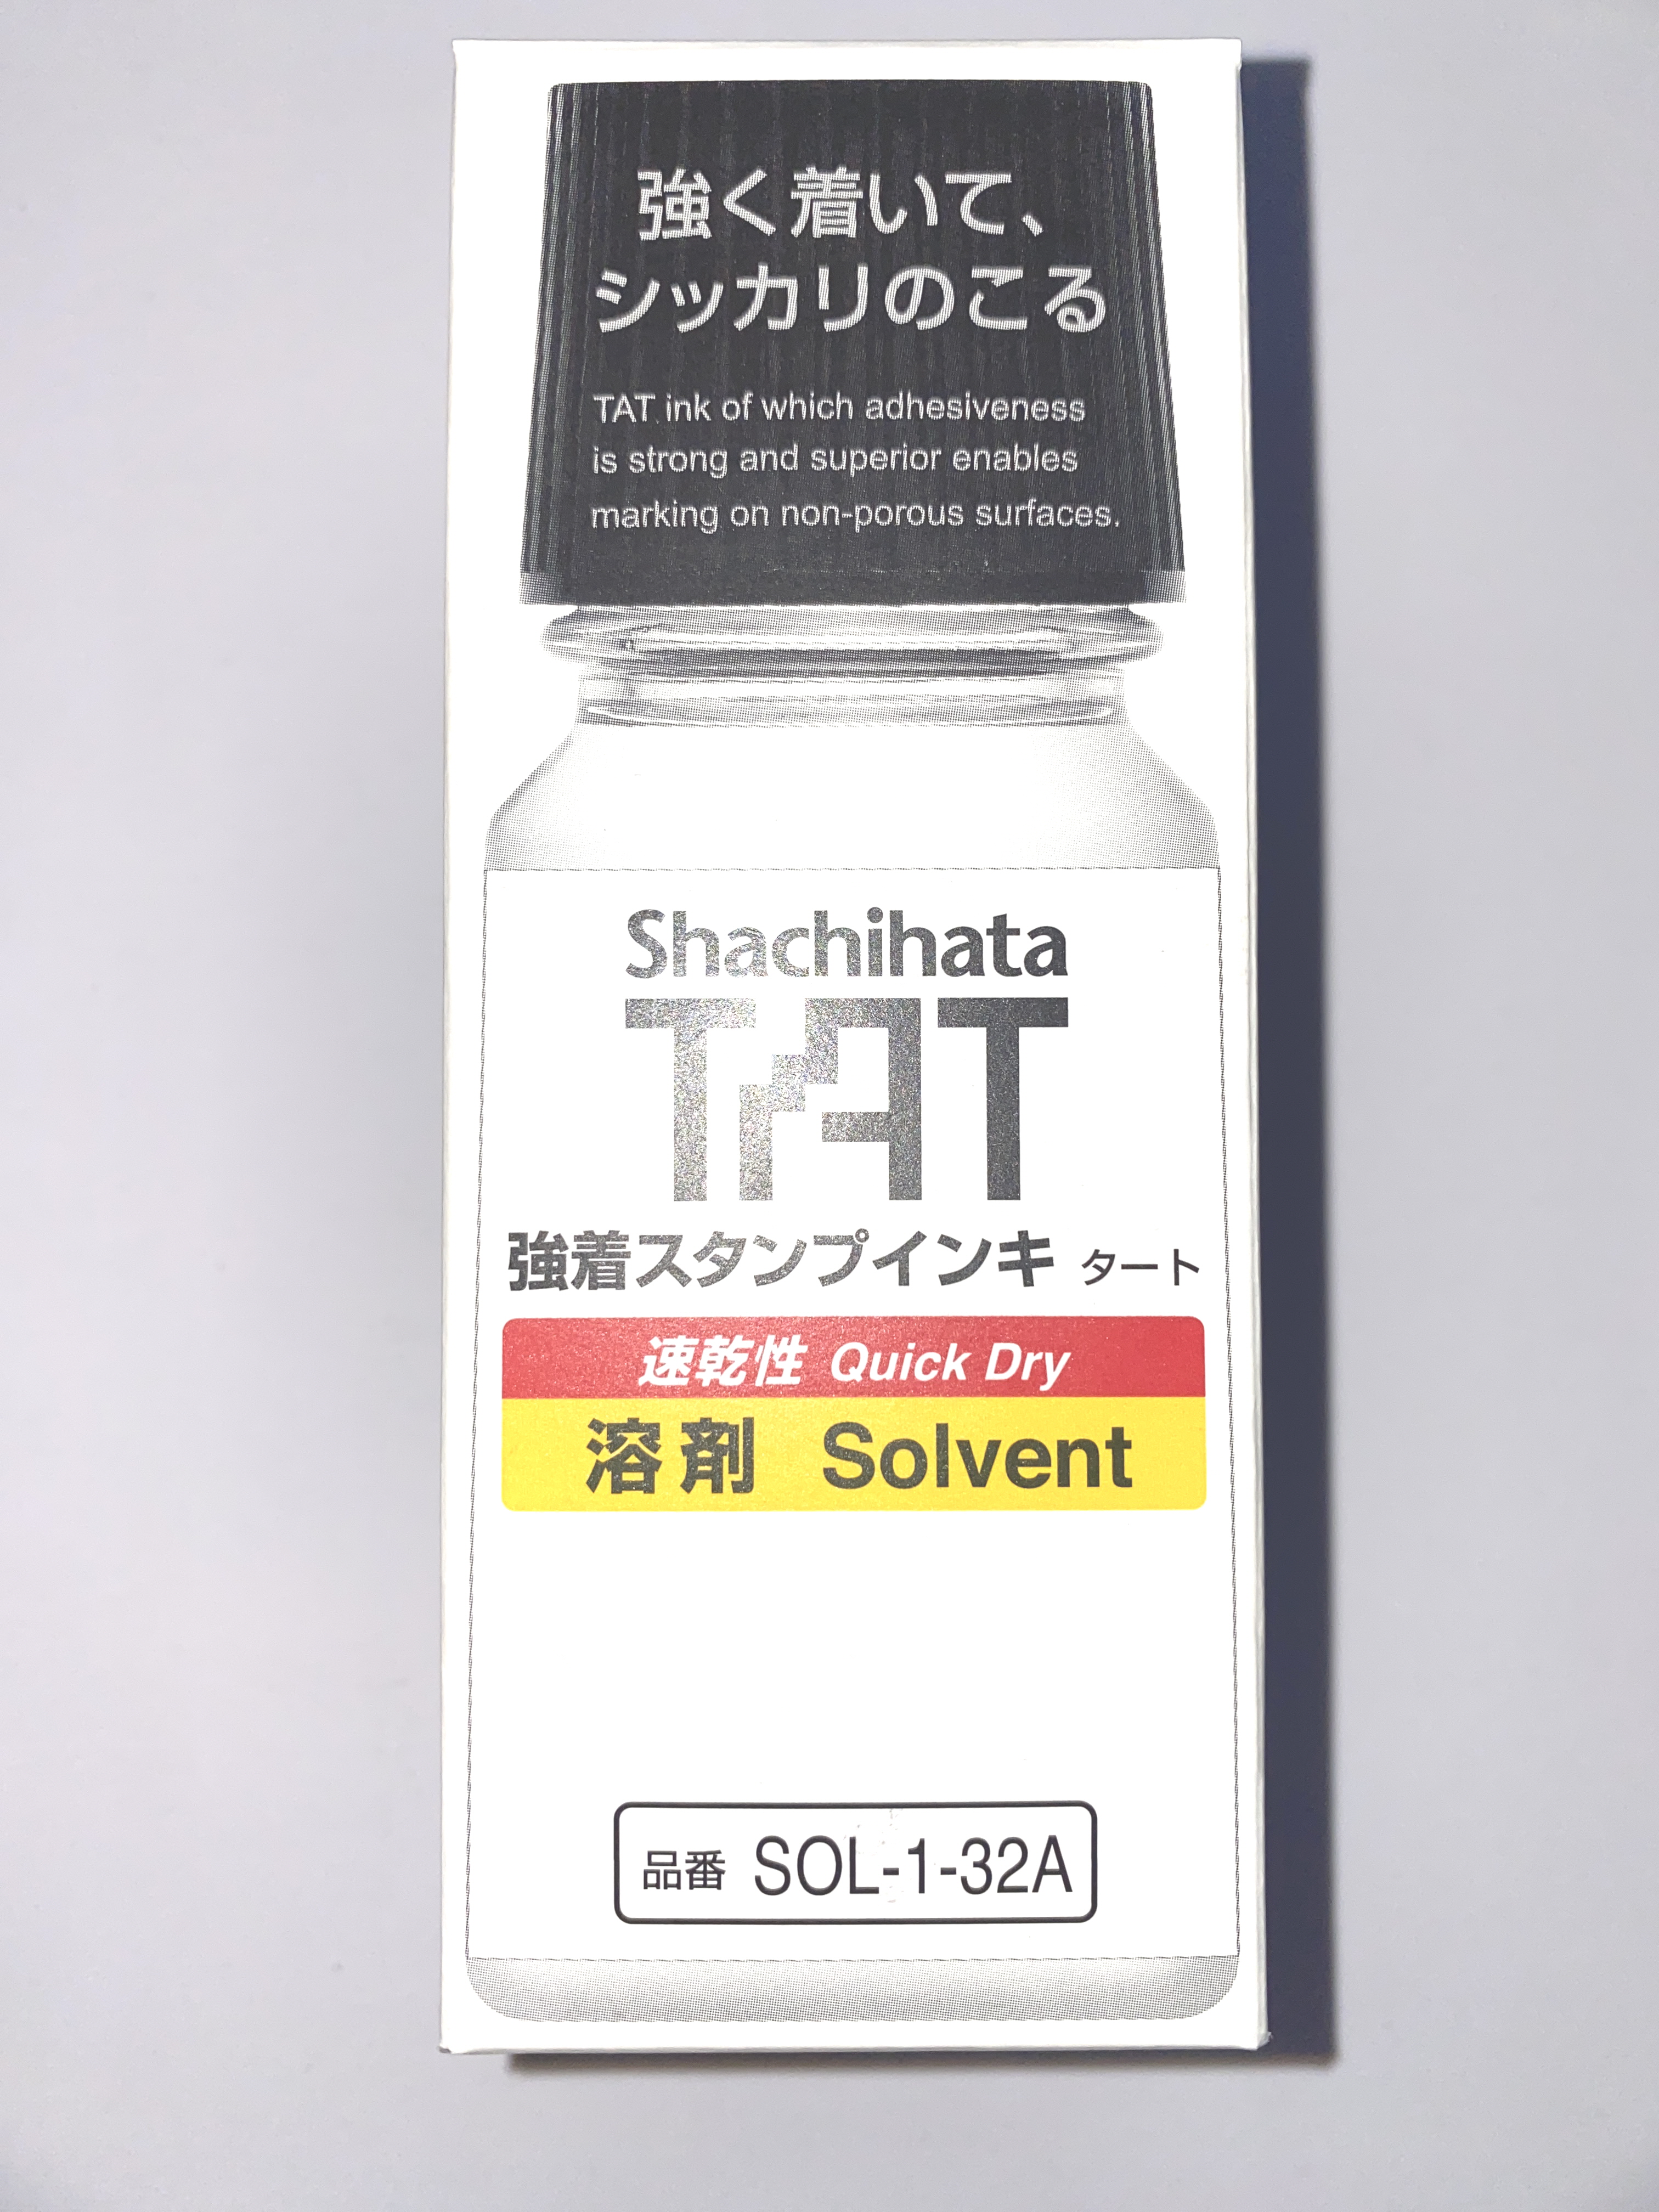 強く着いて、
シッカリのこる
TAT ink of which adhesiveness
is strong and superior enables
marking on non-porous surfaces.
Shachihata
TAT
強着スタンプインキ タート
速乾性 Quick Dry
溶剤 Solvent
品番 SOL-1-32A